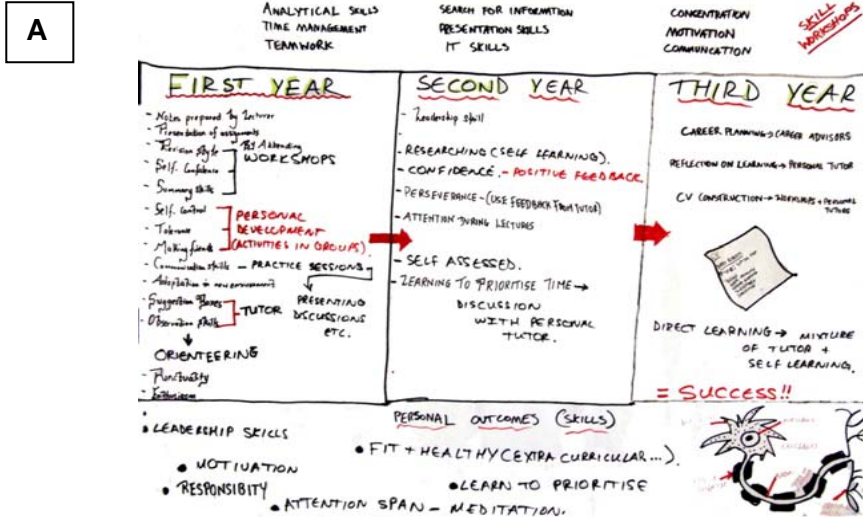 A
ANALYTICAL SKILLS
TIME MANAGEMENT
TEAMWORK
SEARCH FOR INFORMATION
PRESENTATION SKILLS
IT SKILLS
CONCENTRATION
MOTIVATION
COMMUNICATION
SKILL
WORKSHOPS
FIRST YEAR
- Notes prepared by lecturer
- Presentation of assignments
- Revision style
- Self. Confidence
- Summary skills
By Attending
WORKSHOPS
- Self. Control
- Tolerance
- Making friends
PERSONAL
DEVELOPMENT
(ACTIVITIES IN GROUPS).
- Communication skills - PRACTICE SESSIONS
- Adaptation in new environment
PRESENTING
DISCUSSIONS
ETC.
- Suggestion Boxes
- Observation skills
TUTOR
ORIENTEERING
- Punctuality
- Enthusiasm
SECOND YEAR
- Leadership skill
- RESEARCHING (SELF LEARNING).
- CONFIDENCE. - POSITIVE FEEDBACK
- PERSEVERANCE - (USE FEEDBACK FROM TUTOR)
- ATTENTION DURING LECTURES
- SELF ASSESSED.
- LEARNING TO PRIORITISE TIME →
DISCUSSION
WITH PERSONAL
TUTOR.
THIRD YEAR
CAREER PLANNING → CAREER ADVISORS
REFLECTION ON LEARNING → PERSONAL TUTOR
CV CONSTRUCTION → WORKSHOPS + PERSONAL
TUTORS
DIRECT LEARNING → MIXTURE
OF TUTOR +
SELF LEARNING.
= SUCCESS!!
PERSONAL OUTCOMES (SKILLS)
• LEADERSHIP SKILLS
• MOTIVATION
• RESPONSIBITY
• FIT + HEALTHY (EXTRA CURRICULAR...).
• LEARN TO PRIORITISE
• ATTENTION SPAN - MEDITATION.